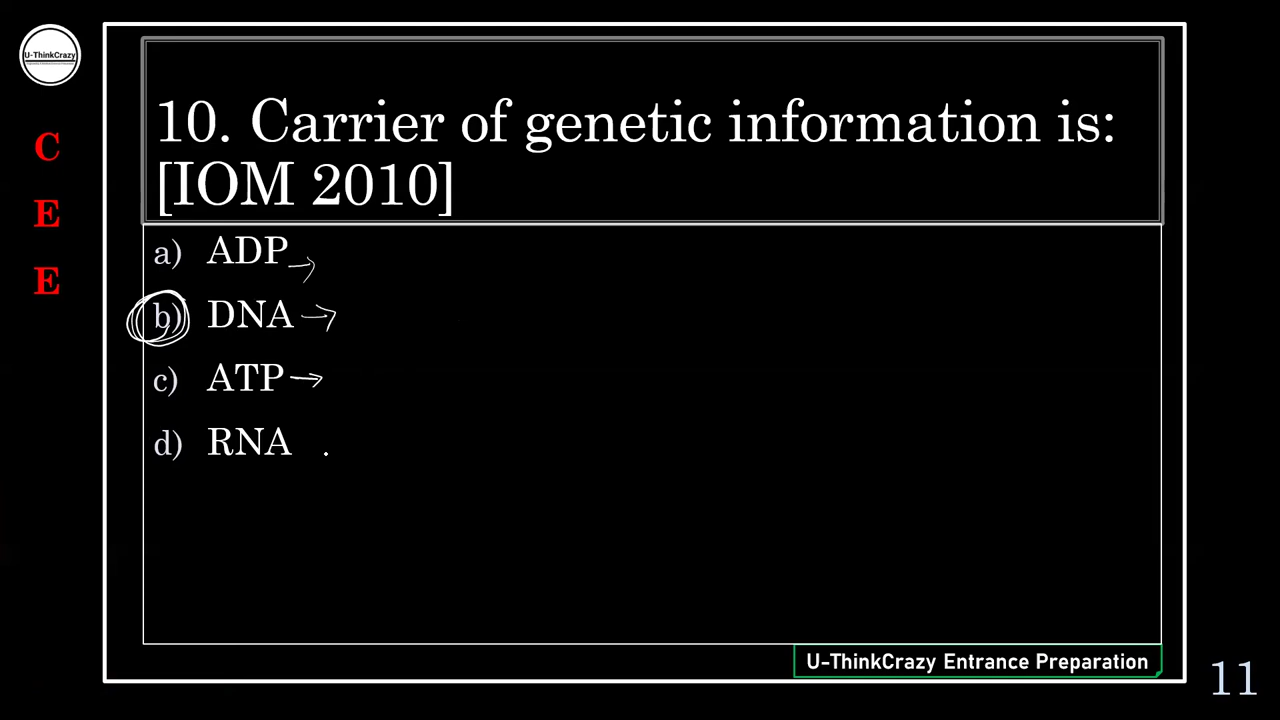 U-ThinkCrazy
C
E
E
10. Carrier of genetic information is:
[IOM 2010]
a) ADP
b) DNA
c) ATP
d) RNA
U-ThinkCrazy Entrance Preparation
11